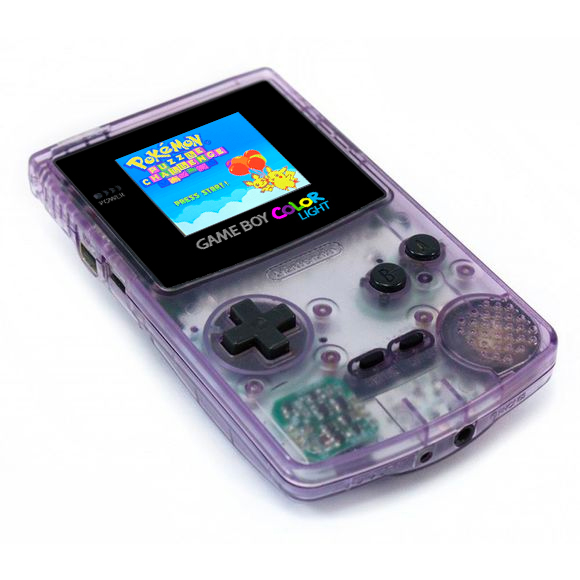 POKéMON
PUZZLE
CHALLENGE
PRESS START!
POWER
GAME BOY COLOR
LIGHT
Nintendo
B
A